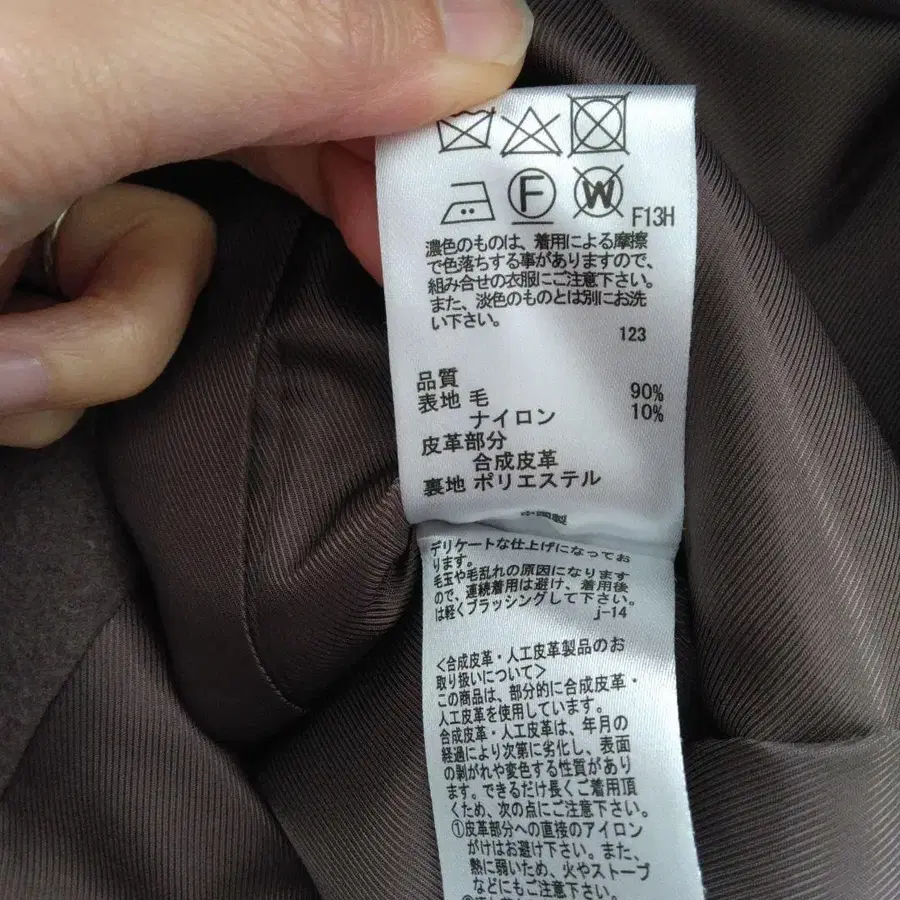 F
W
F13H
濃色のものは、着用による摩擦
で色落ちする事がありますので、
組み合せの衣服にご注意下さい。
また、淡色のものとは別にお洗
い下さい。
123
品質
表地 毛 90%
ナイロン 10%
皮革部分
合成皮革
裏地 ポリエステル
中国製
デリケートな仕上げになってお
ります。
毛玉や毛乱れの原因になります
ので、連続着用は避け、着用後
は軽くブラッシングして下さい。
j-14
<合成皮革・人工皮革製品のお
取り扱いについて>
この商品は、部分的に合成皮革・
人工皮革を使用しています。
合成皮革・人工皮革は、年月の
経過により次第に劣化し、表面
の剥がれや変色する性質があり
ます。できるだけ長くご着用頂
くため、次の点にご注意下さい。
①皮革部分への直接のアイロン
がけはお避け下さい。また、
熱に弱いため、火やストーブ
などにもご注意下さい。